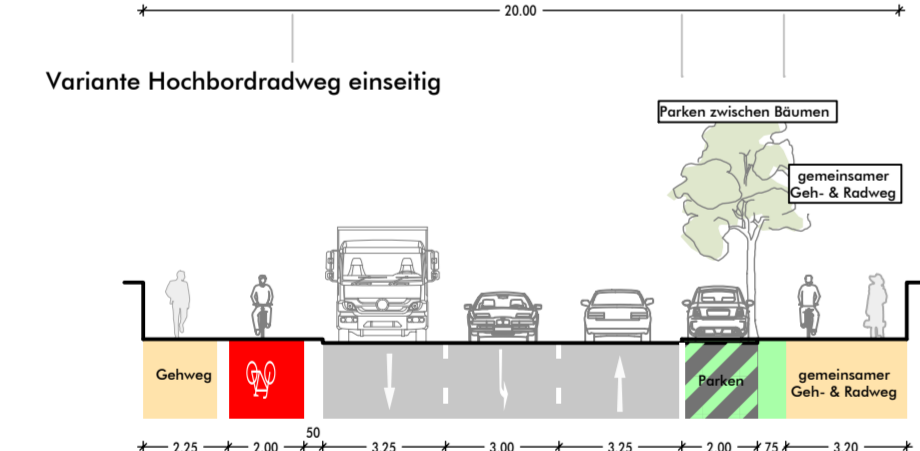 20.00
Variante Hochbordradweg einseitig
Parken zwischen Bäumen
gemeinsamer
Geh- & Radweg
Gehweg
Parken
gemeinsamer
Geh- & Radweg
50
2.25 2.00 3.25 3.00 3.25 2.00 75 3.20